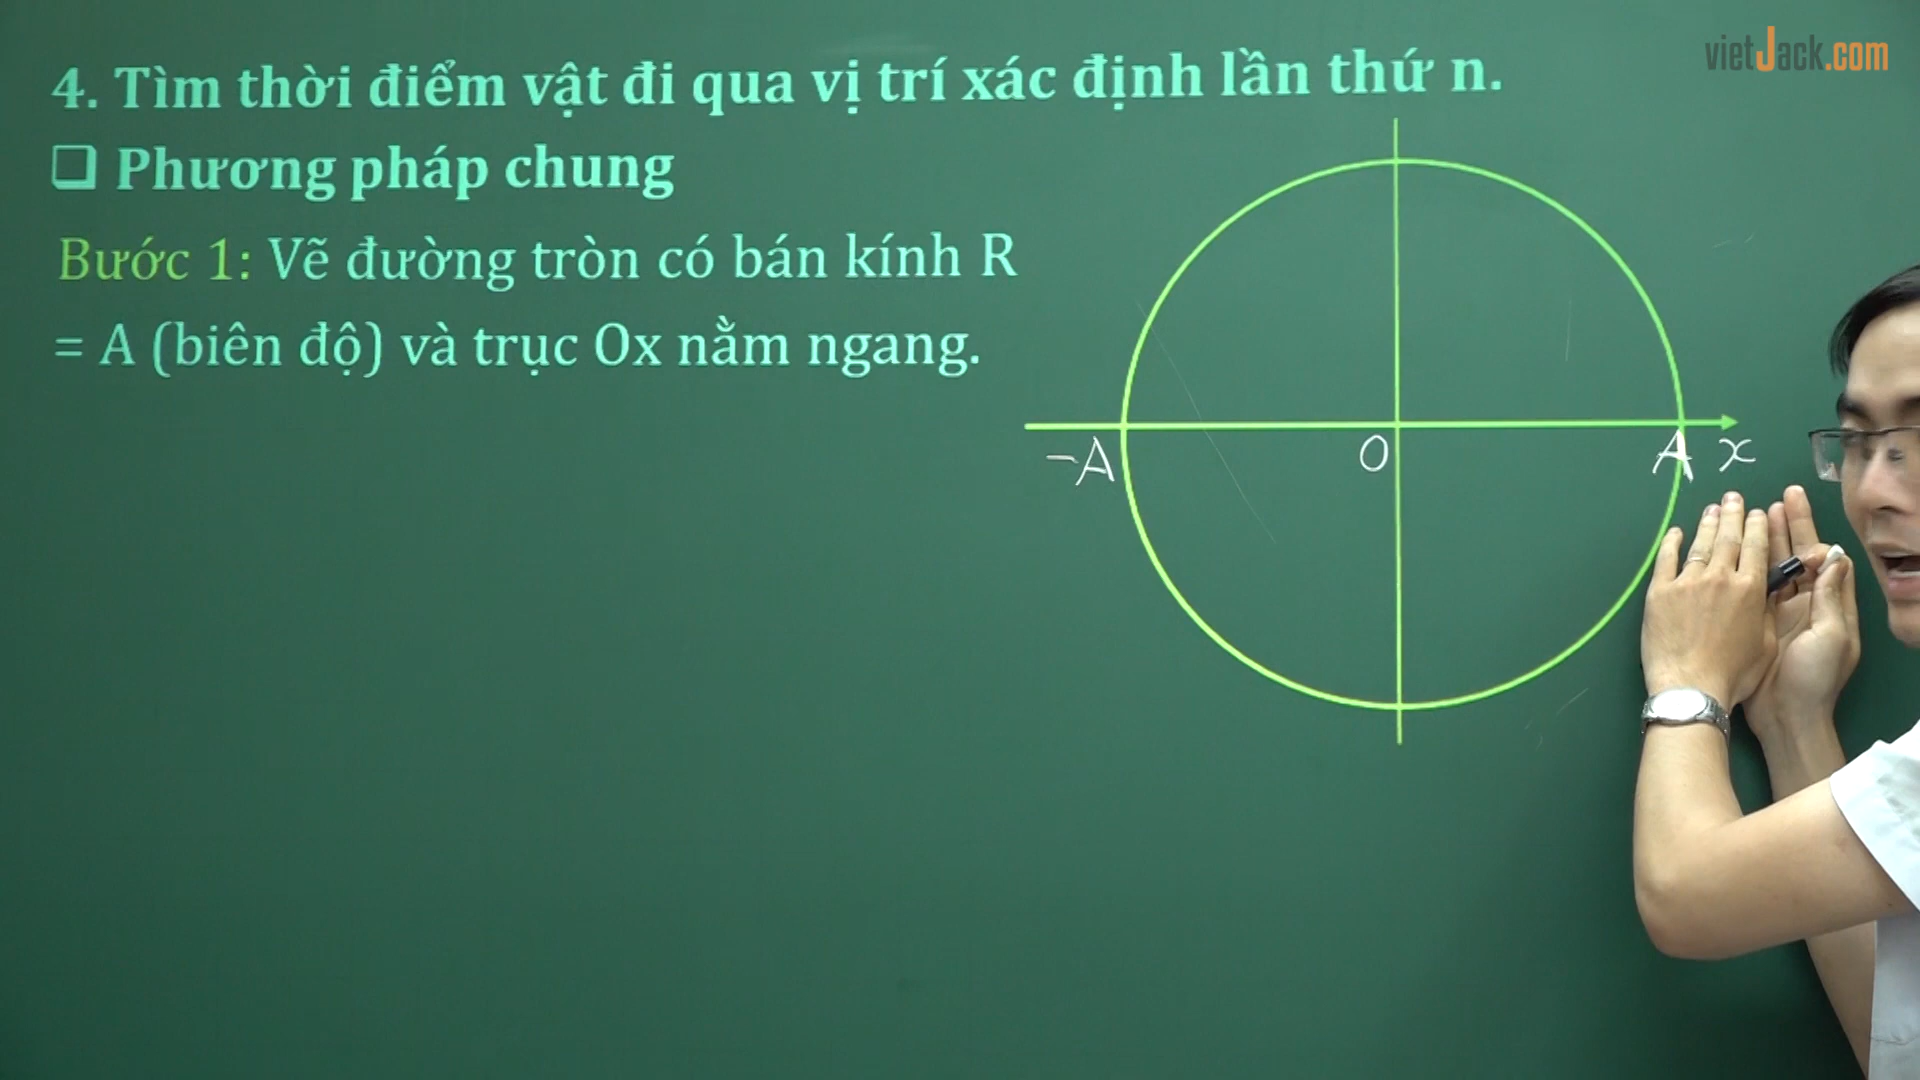 vietJack.com
4. Tìm thời điểm vật đi qua vị trí xác định lần thứ n.
❑ Phương pháp chung
Bước 1: Vẽ đường tròn có bán kính R
= A (biên độ) và trục Ox nằm ngang.
-A
O
A
x